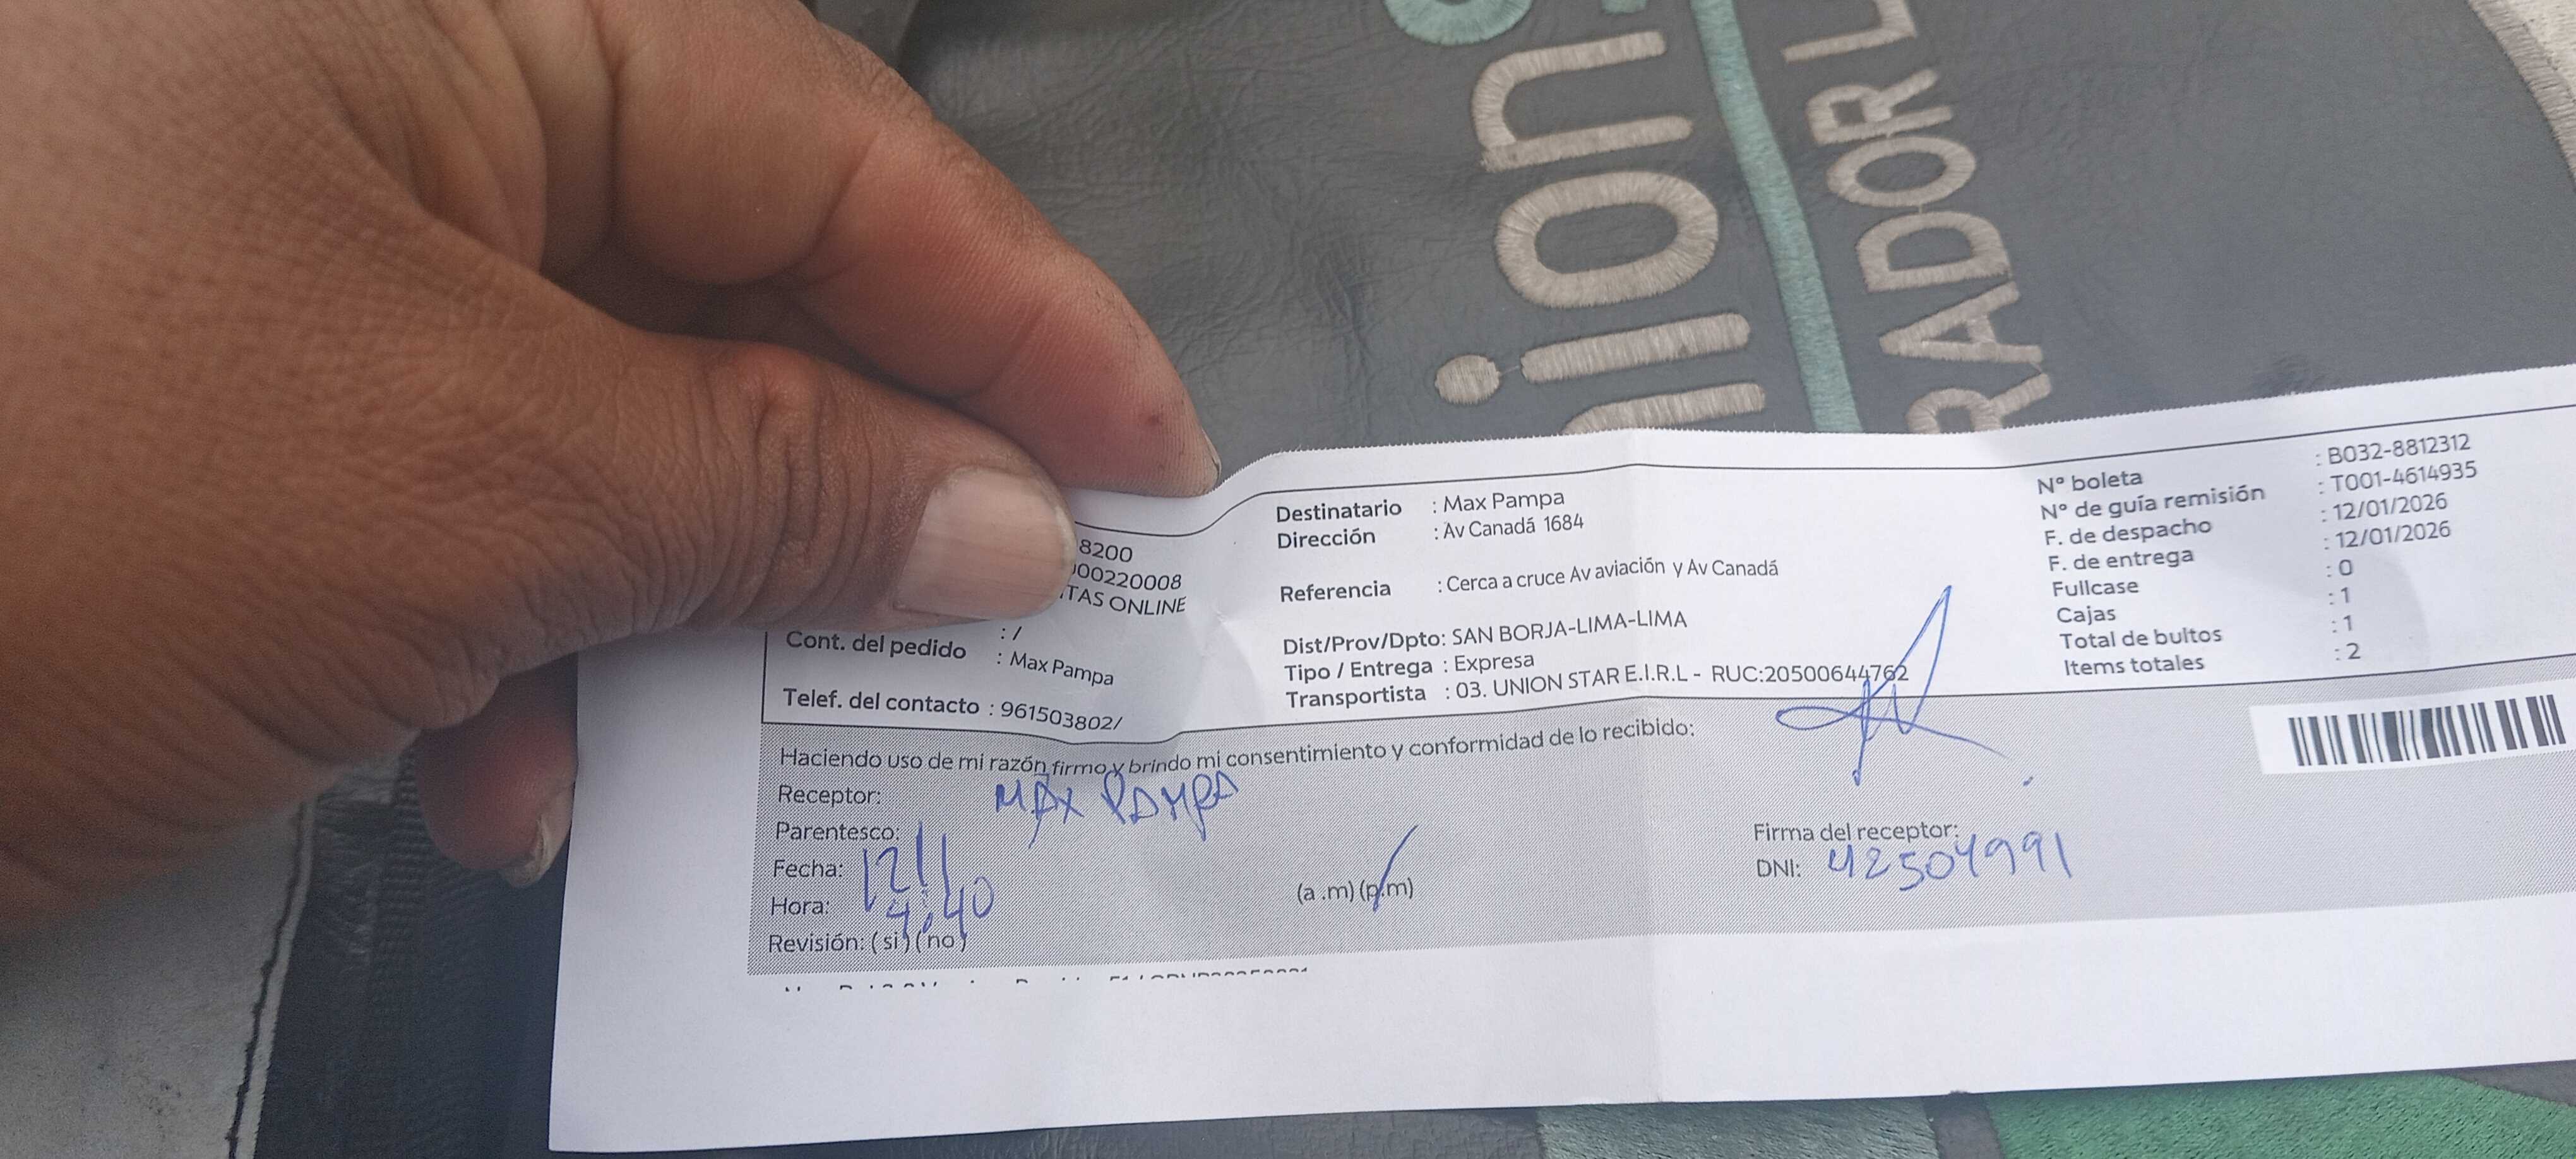 nion
RADOR L
8200
00220008
TAS ONLINE
: /
Cont. del pedido : Max Pampa
Telef. del contacto : 961503802/
Destinatario : Max Pampa
Dirección : Av Canadá 1684
Referencia : Cerca a cruce Av aviación y Av Canadá
Dist/Prov/Dpto: SAN BORJA-LIMA-LIMA
Tipo / Entrega : Expresa
Transportista : 03. UNION STAR E.I.R.L - RUC:20500644762
N° boleta : B032-8812312
N° de guía remisión : T001-4614935
F. de despacho : 12/01/2026
F. de entrega : 12/01/2026
Fullcase : 0
Cajas : 1
Total de bultos : 1
Items totales : 2
Haciendo uso de mi razón firmo y brindo mi consentimiento y conformidad de lo recibido:
Receptor: MAX PAMPA
Parentesco:
Fecha: 12/1
Hora: 4:40 (a .m) (p.m)
Revisión: ( si ) ( no )
Firma del receptor:
DNI: 42504991